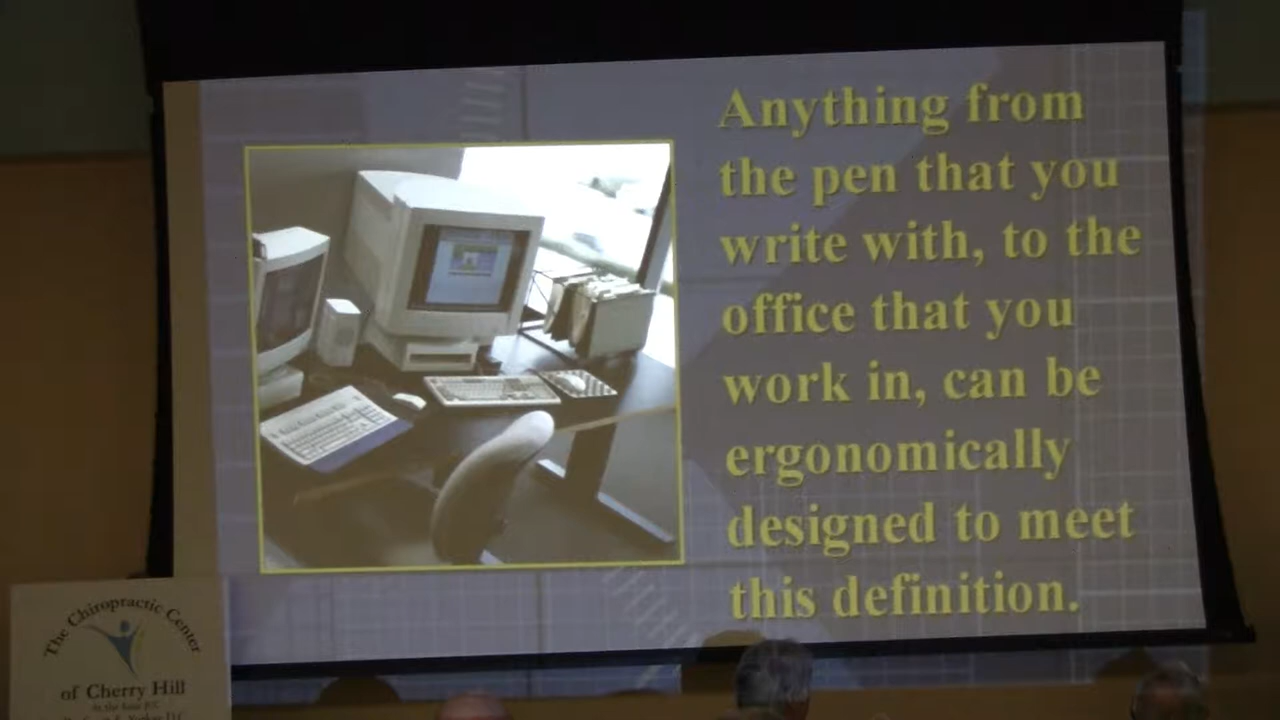 Anything from
the pen that you
write with, to the
office that you
work in, can be
ergonomically
designed to meet
this definition.
The Chiropractic Center
of Cherry Hill